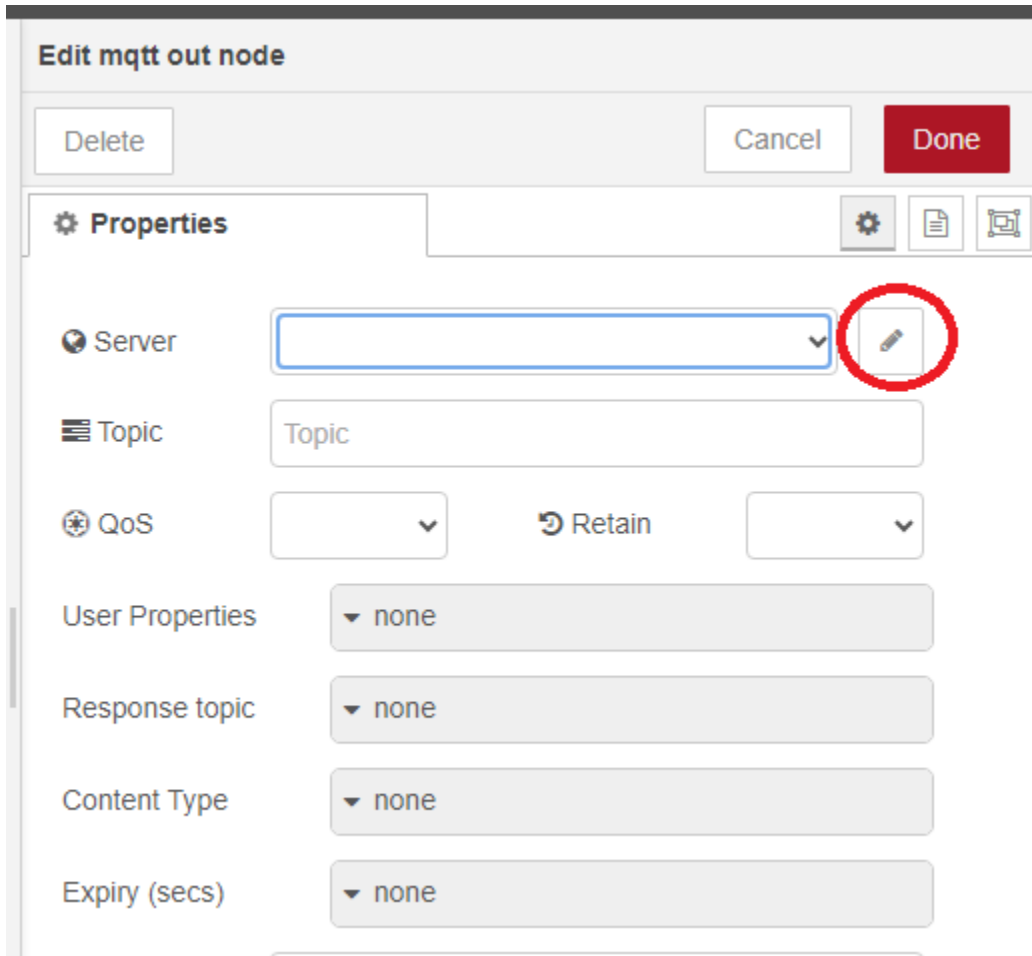 Edit mqtt out node
Delete Cancel Done
Properties
Server
Topic Topic
QoS Retain
User Properties none
Response topic none
Content Type none
Expiry (secs) none